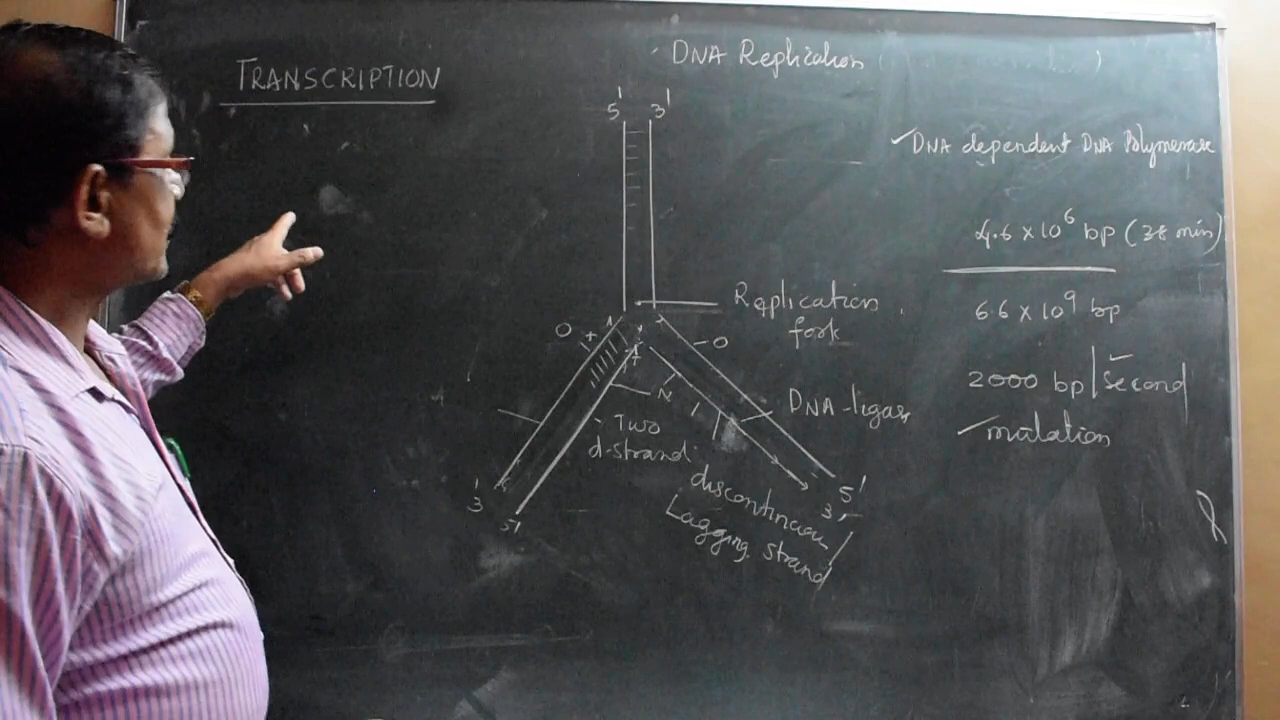 TRANSCRIPTION
DNA Replication
5' 3'
DNA dependent DNA Polymerase
4.6 x 10⁶ bp (38 min)
6.6 x 10⁹ bp
2000 bp/Second
mutation
Replication
fork
O
O
N
DNA-ligase
Two
d-strand
discontinuous
Lagging strand
3'
5'
5'
3'